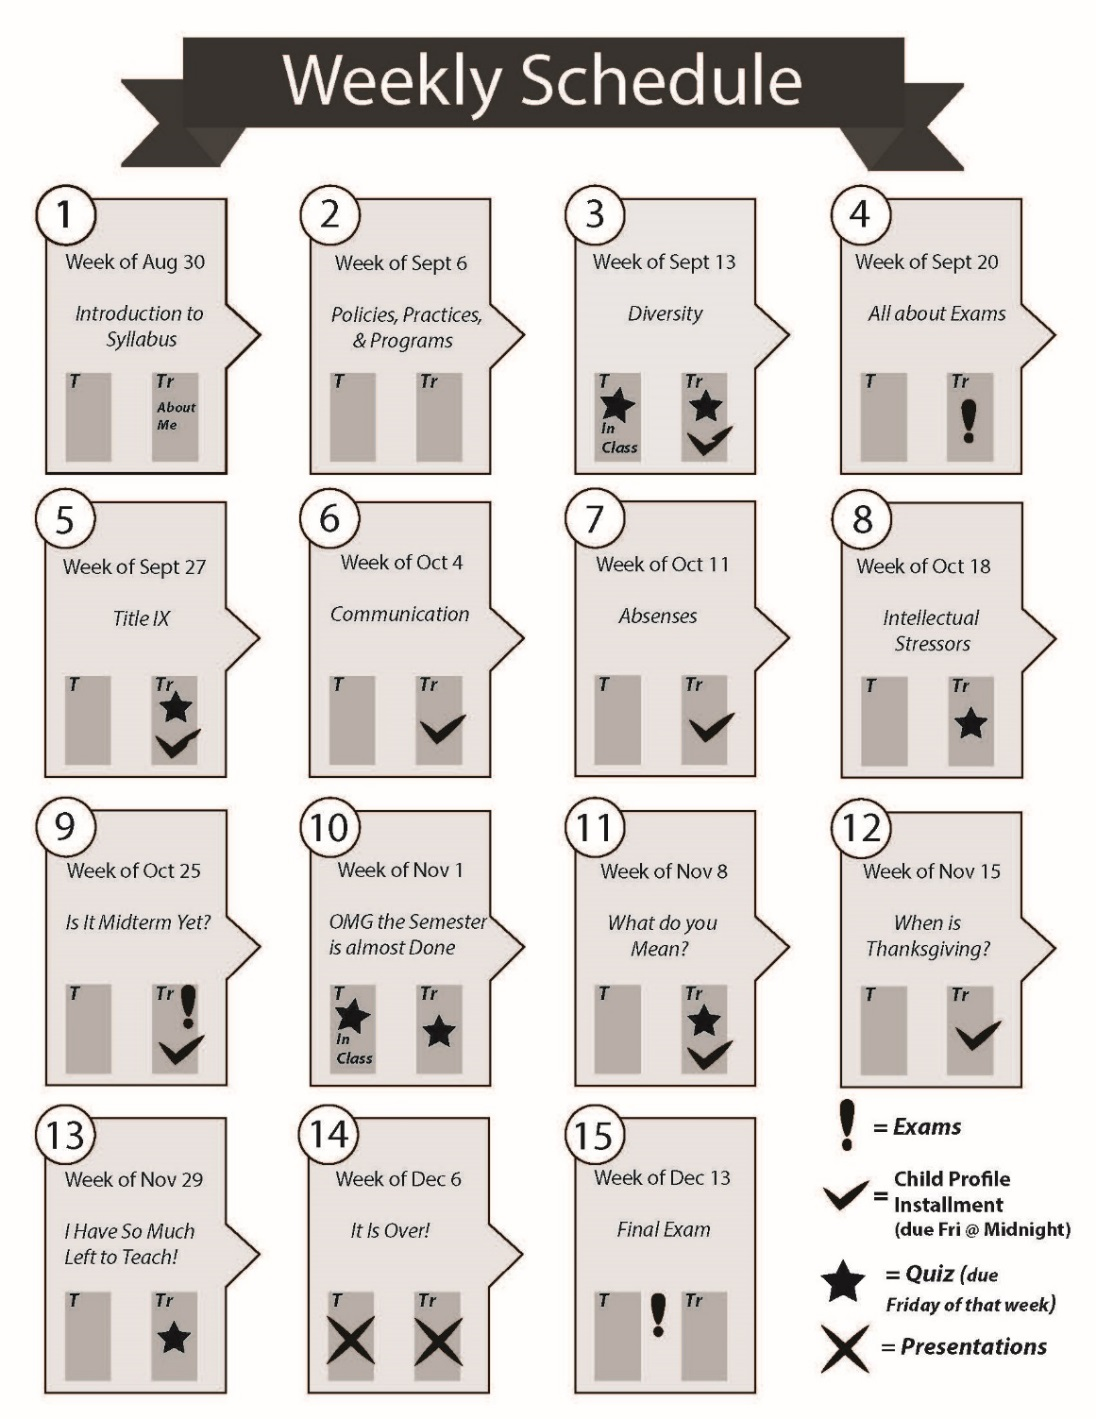 Weekly Schedule
1
Week of Aug 30
Introduction to
Syllabus
T
Tr
About
Me
2
Week of Sept 6
Policies, Practices,
& Programs
T
Tr
3
Week of Sept 13
Diversity
T
In
Class
Tr
4
Week of Sept 20
All about Exams
T
Tr
5
Week of Sept 27
Title IX
T
Tr
6
Week of Oct 4
Communication
T
Tr
7
Week of Oct 11
Absenses
T
Tr
8
Week of Oct 18
Intellectual
Stressors
T
Tr
9
Week of Oct 25
Is It Midterm Yet?
T
Tr
10
Week of Nov 1
OMG the Semester
is almost Done
T
In
Class
Tr
11
Week of Nov 8
What do you
Mean?
T
Tr
12
Week of Nov 15
When is
Thanksgiving?
T
Tr
13
Week of Nov 29
I Have So Much
Left to Teach!
T
Tr
14
Week of Dec 6
It Is Over!
T
Tr
15
Week of Dec 13
Final Exam
T
Tr
= Exams
= Child Profile
Installment
(due Fri @ Midnight)
= Quiz (due
Friday of that week)
= Presentations